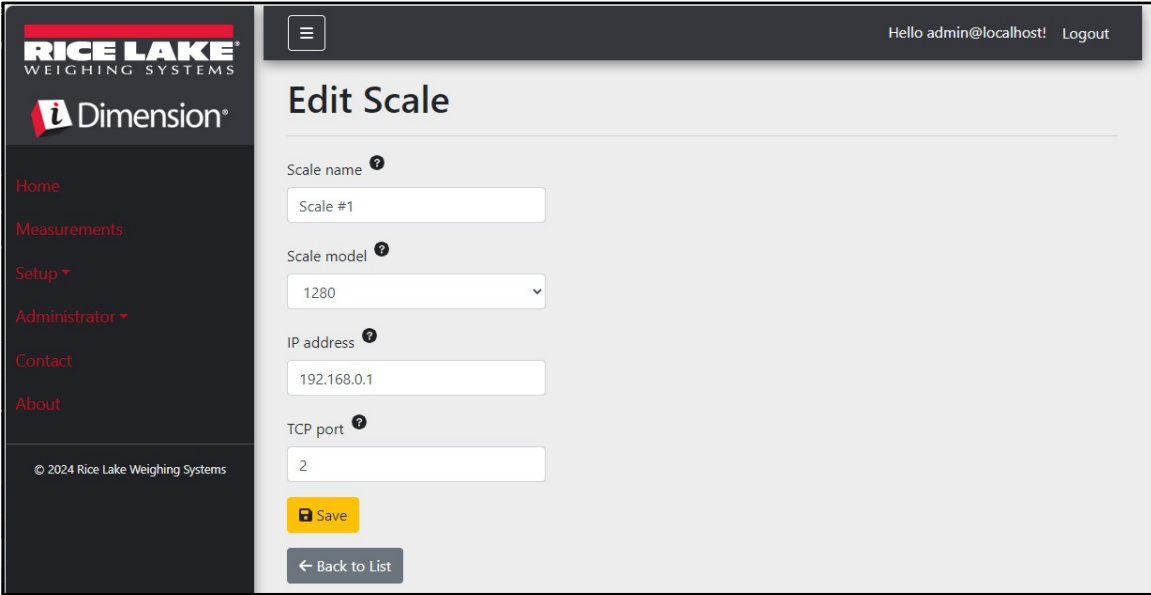 RICE LAKE®
WEIGHING SYSTEMS
i Dimension®
Home
Measurements
Setup
Administrator
Contact
About
© 2024 Rice Lake Weighing Systems
Hello admin@localhost! Logout
Edit Scale
Scale name ?
Scale #1
Scale model ?
1280
IP address ?
192.168.0.1
TCP port ?
2
Save
← Back to List